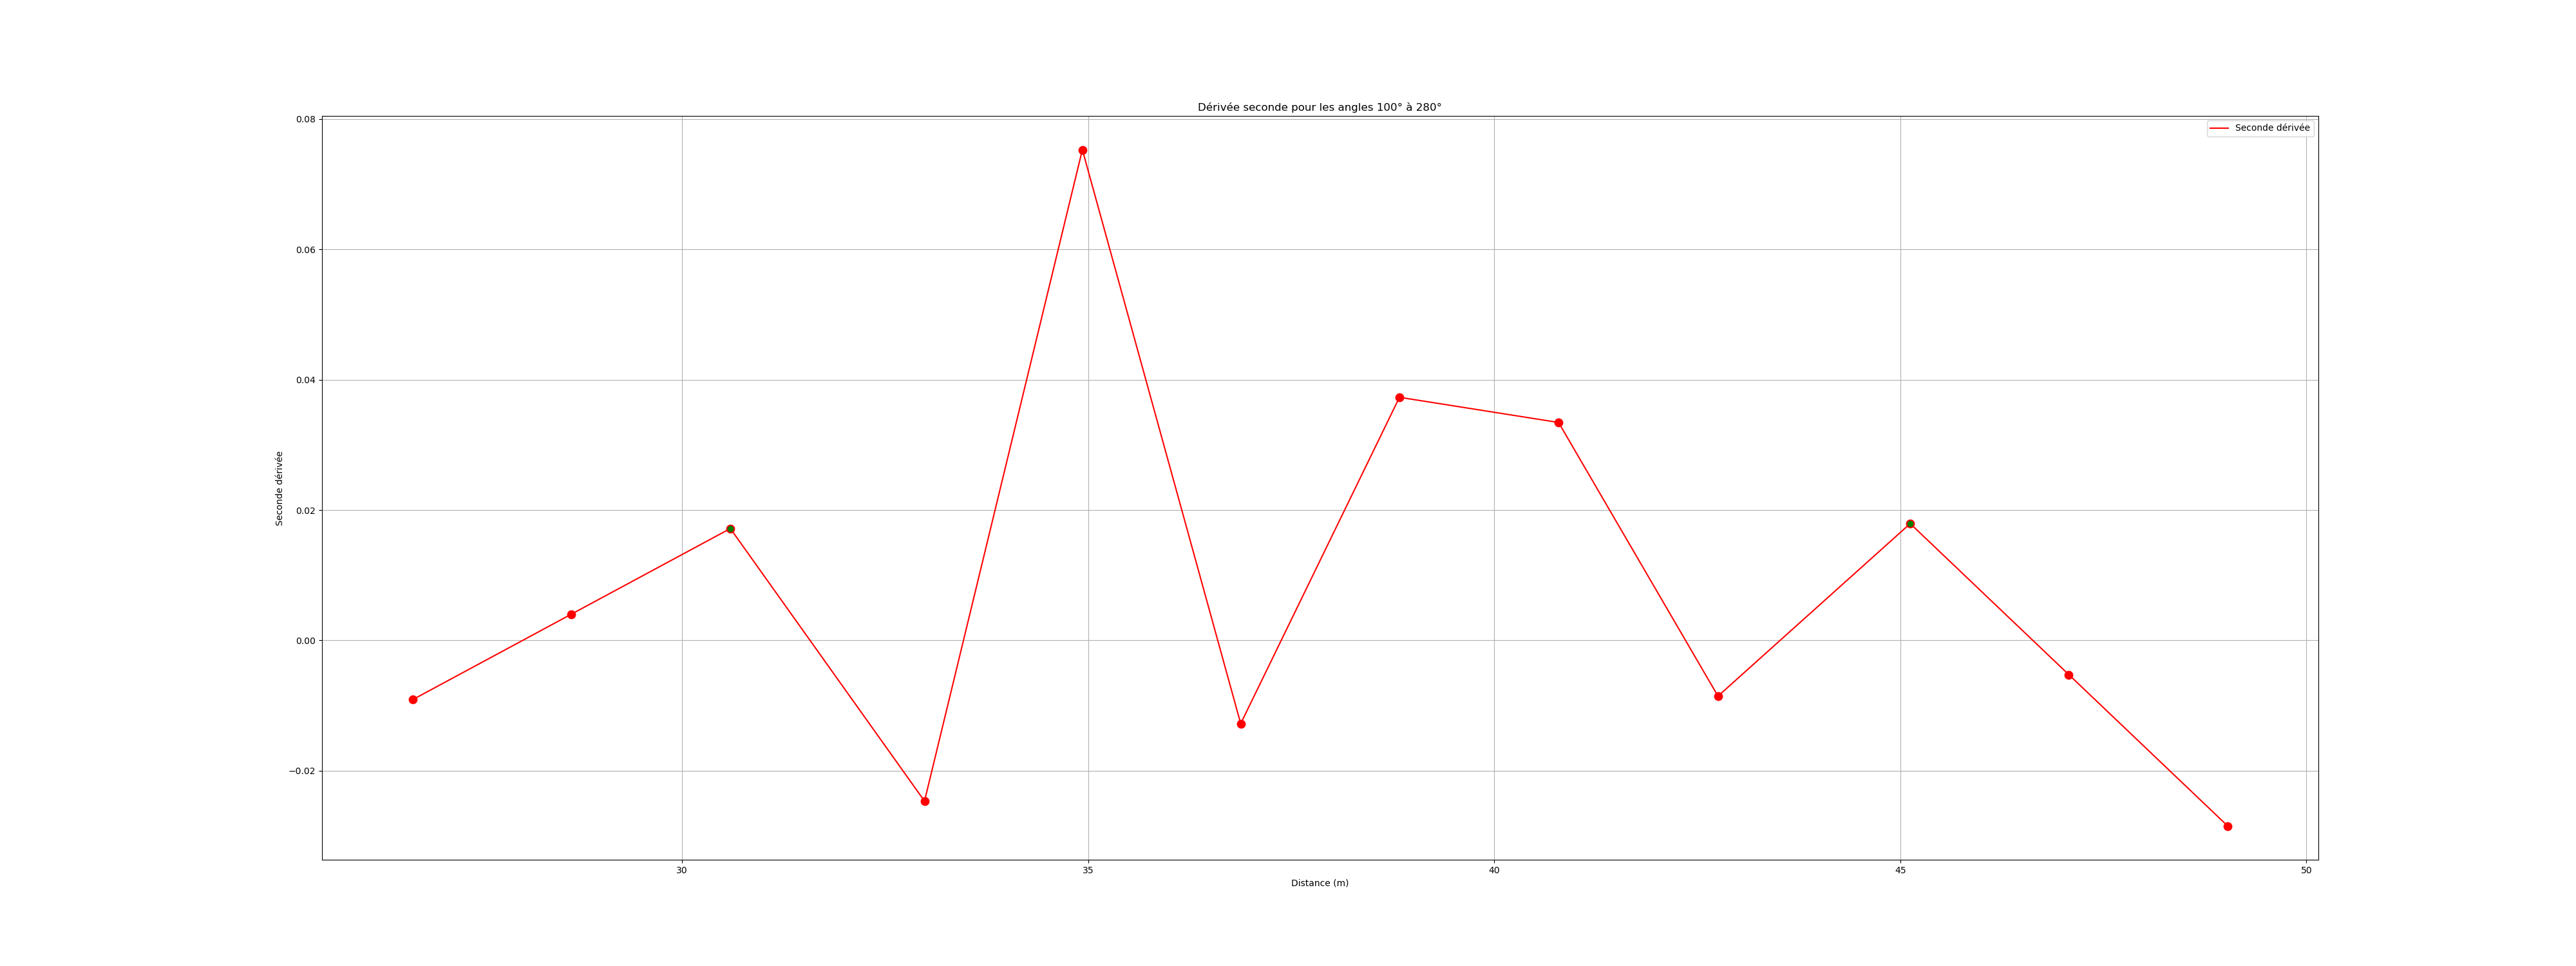 Dérivée seconde pour les angles 100° à 280°
Seconde dérivée
0.08
0.06
0.04
0.02
0.00
−0.02
Seconde dérivée
30
35
40
45
50
Distance (m)